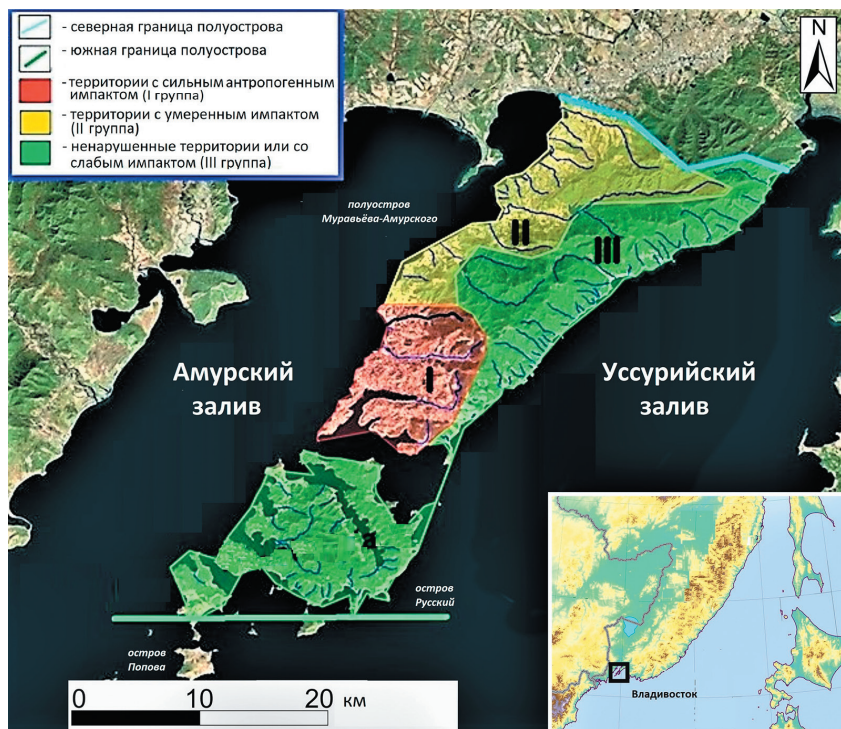 - северная граница полуострова
- южная граница полуострова
- территории с сильным антропогенным
импактом (I группа)
- территории с умеренным импактом
(II группа)
- ненарушенные территории или со
слабым импактом (III группа)
N
полуостров
Муравьёва-Амурского
II
III
I
Амурский
залив
Уссурийский
залив
а
остров
Русский
остров
Попова
0 10 20 км
Владивосток